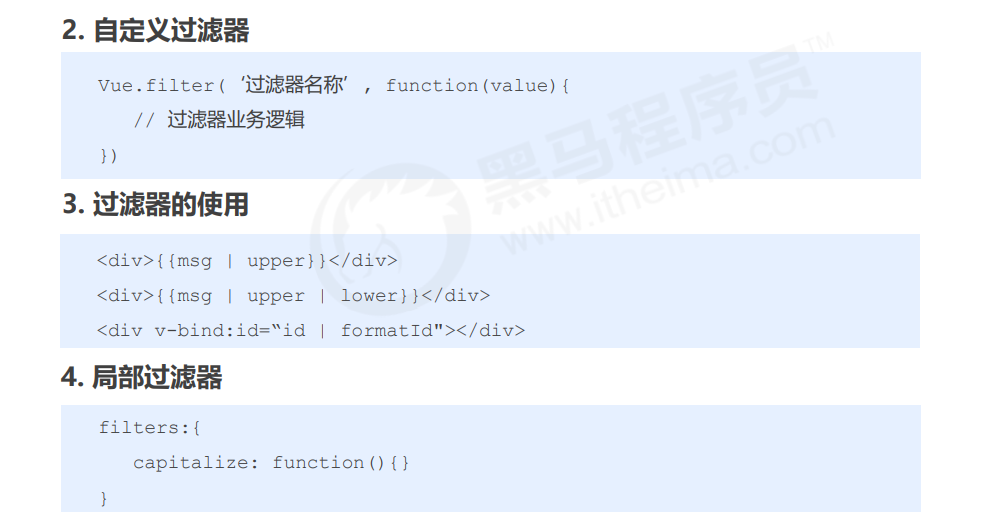 2. 自定义过滤器
Vue.filter(‘过滤器名称’, function(value){
// 过滤器业务逻辑
})
3. 过滤器的使用
<div>{{msg | upper}}</div>
<div>{{msg | upper | lower}}</div>
<div v-bind:id=“id | formatId"></div>
4. 局部过滤器
filters:{
capitalize: function(){}
}
黑马程序员™
www.itheima.com